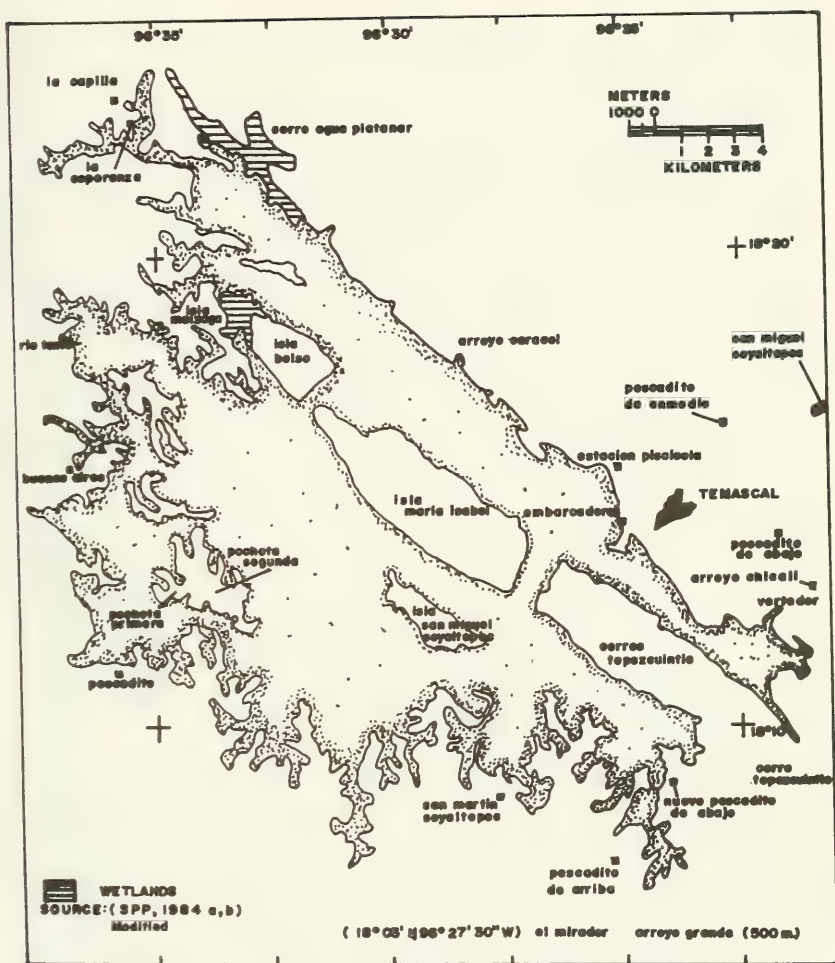 96°35'
96°30'
96°25'
la capilla
la esperanza
cerro agua platanar
METERS
1000 0
1 2 3 4
KILOMETERS
18°20'
isla
isla
belso
arroyo caracol
san miguel
soyaltepec
pescadito
de enmedio
buenos aires
estacion piscicola
isla
maria isabel
embarcadero
TEMASCAL
pescadito
de abajo
pochota
segunda
arroyo chicali
vertedor
pochota
primera
isla
san miguel
soyaltepec
cerros
tepezcuintle
pescadito
18°10'
cerro
tepezcuintle
san martin
soyaltepec
nuevo pescadito
de abajo
pescadito
de arriba
WETLANDS
SOURCE:(SPP, 1984 a,b)
Modified
(18°03' N 96°27'30"W) el mirador arroyo grande (500 m.)